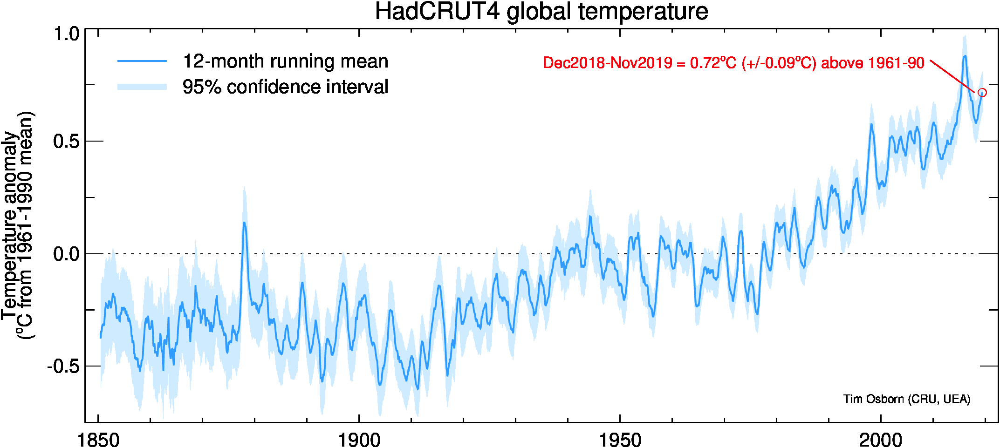 HadCRUT4 global temperature
1.0
0.5
0.0
-0.5
Temperature anomaly
(ºC from 1961-1990 mean)
12-month running mean
95% confidence interval
Dec2018-Nov2019 = 0.72ºC (+/-0.09ºC) above 1961-90
Tim Osborn (CRU, UEA)
1850 1900 1950 2000